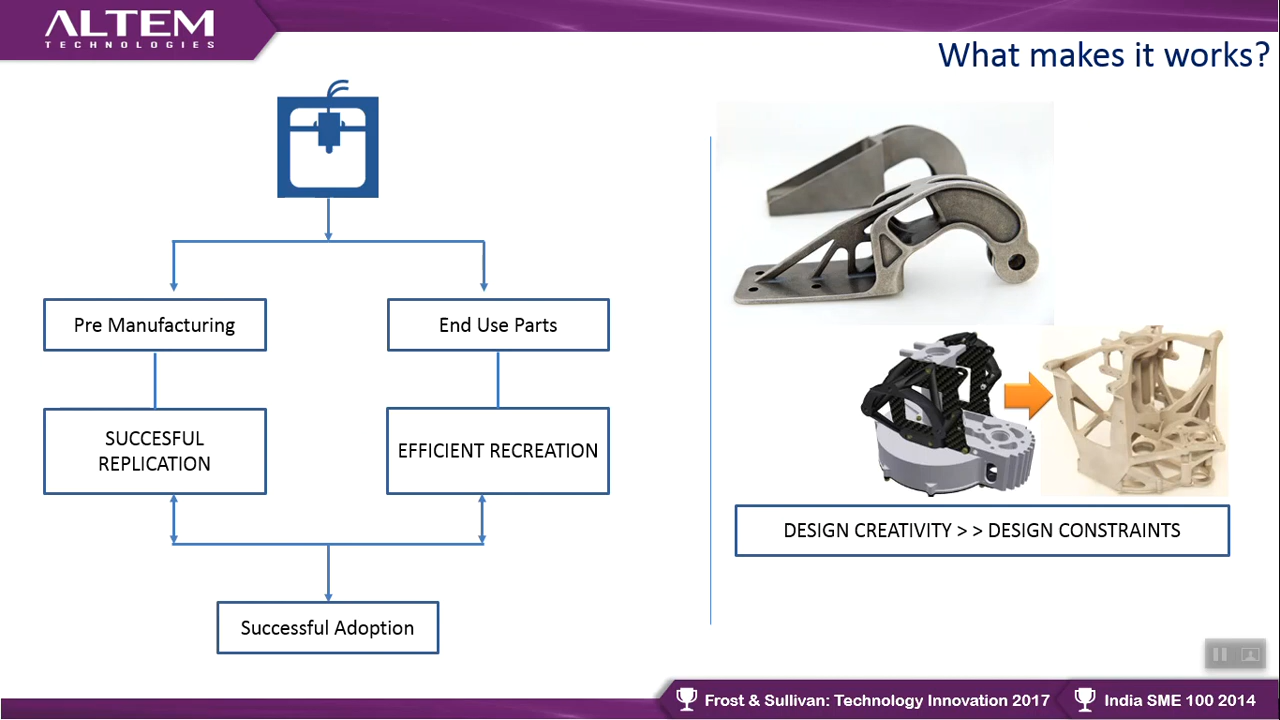 ALTEM
TECHNOLOGIES
What makes it works?
Pre Manufacturing
End Use Parts
SUCCESFUL
REPLICATION
EFFICIENT RECREATION
Successful Adoption
DESIGN CREATIVITY > > DESIGN CONSTRAINTS
Frost & Sullivan: Technology Innovation 2017
India SME 100 2014